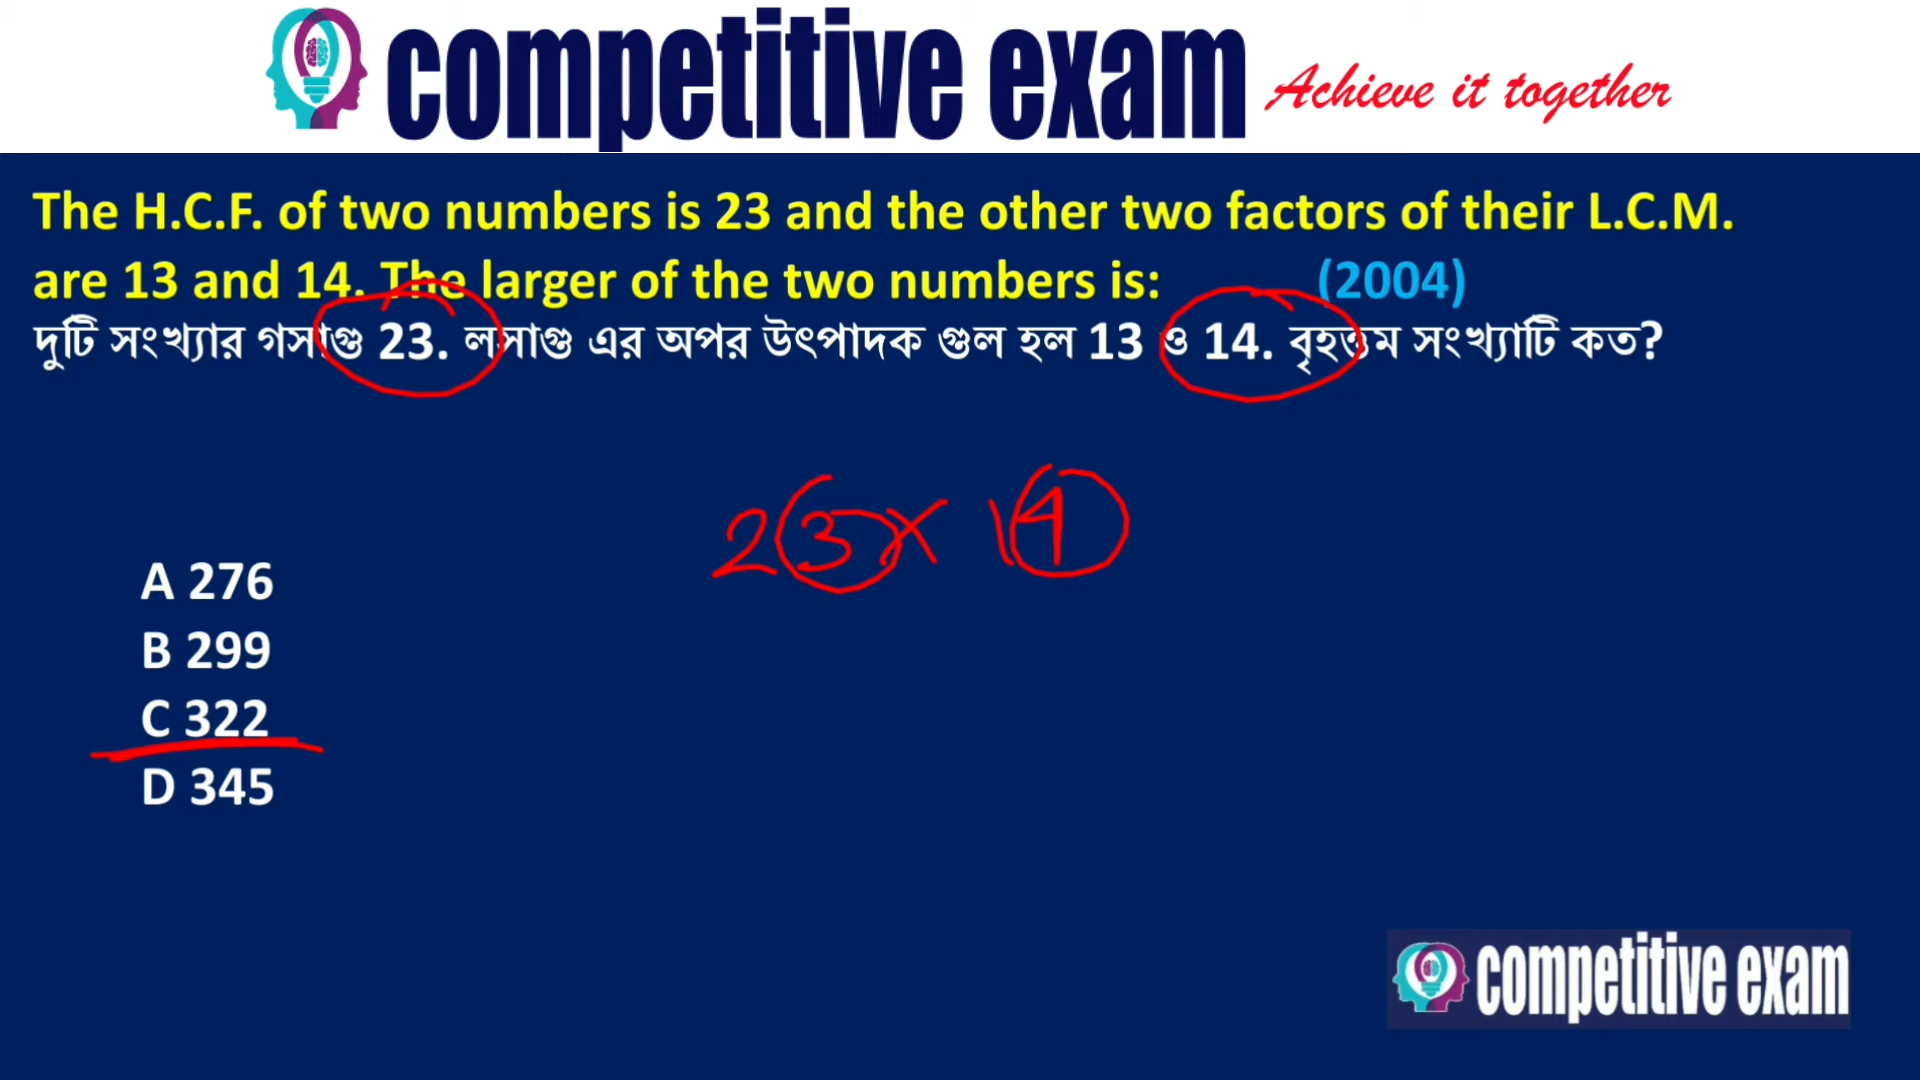 competitive exam Achieve it together
The H.C.F. of two numbers is 23 and the other two factors of their L.C.M.
are 13 and 14. The larger of the two numbers is: (2004)
দুটি সংখ্যার গসাগু 23. লসাগু এর অপর উৎপাদক গুল হল 13 ও 14. বৃহত্তম সংখ্যাটি কত?
23 x 14
A 276
B 299
C 322
D 345
competitive exam